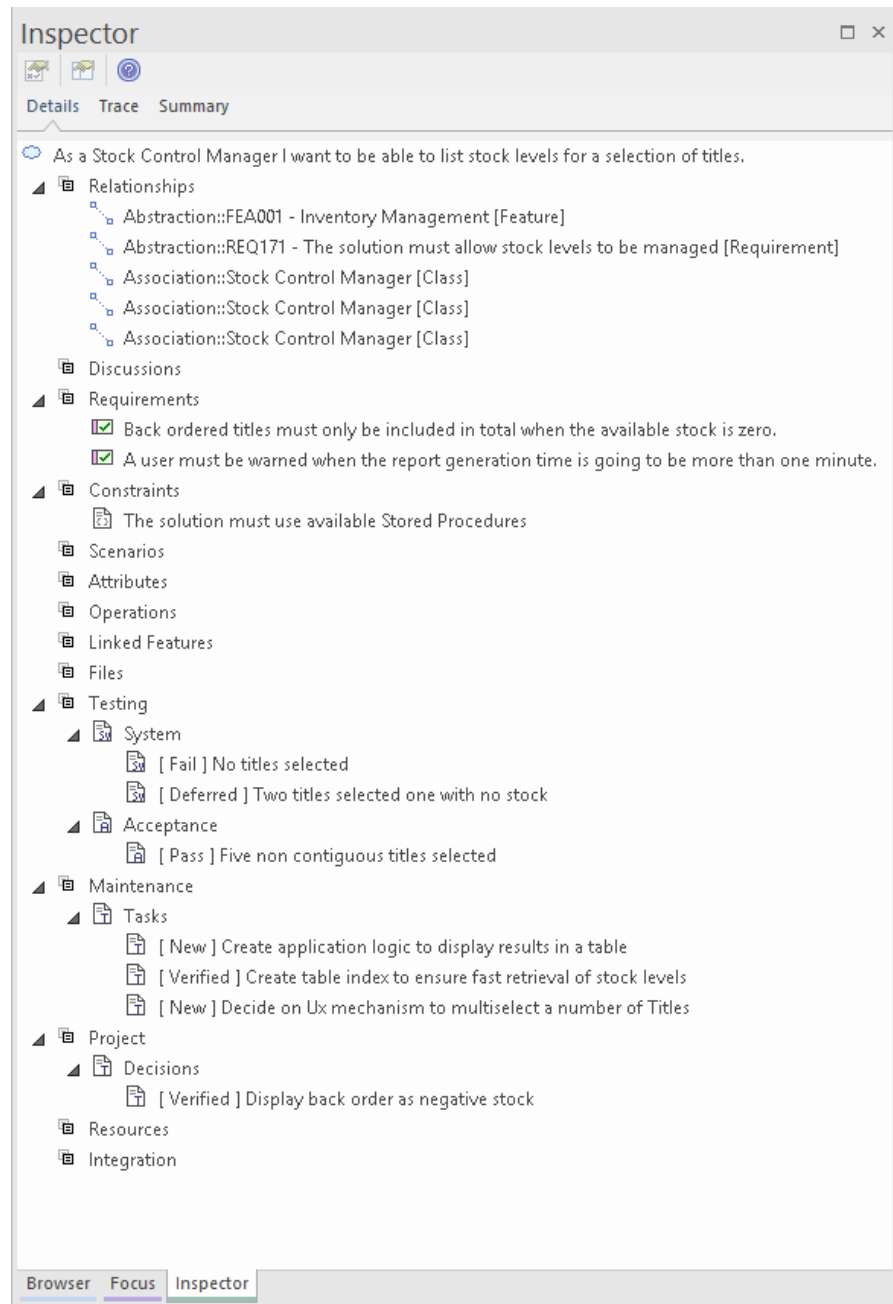 Inspector
Details Trace Summary
As a Stock Control Manager I want to be able to list stock levels for a selection of titles.
Relationships
Abstraction::FEA001 - Inventory Management [Feature]
Abstraction::REQ171 - The solution must allow stock levels to be managed [Requirement]
Association::Stock Control Manager [Class]
Association::Stock Control Manager [Class]
Association::Stock Control Manager [Class]
Discussions
Requirements
Back ordered titles must only be included in total when the available stock is zero.
A user must be warned when the report generation time is going to be more than one minute.
Constraints
The solution must use available Stored Procedures
Scenarios
Attributes
Operations
Linked Features
Files
Testing
System
[ Fail ] No titles selected
[ Deferred ] Two titles selected one with no stock
Acceptance
[ Pass ] Five non contiguous titles selected
Maintenance
Tasks
[ New ] Create application logic to display results in a table
[ Verified ] Create table index to ensure fast retrieval of stock levels
[ New ] Decide on Ux mechanism to multiselect a number of Titles
Project
Decisions
[ Verified ] Display back order as negative stock
Resources
Integration
Browser Focus Inspector